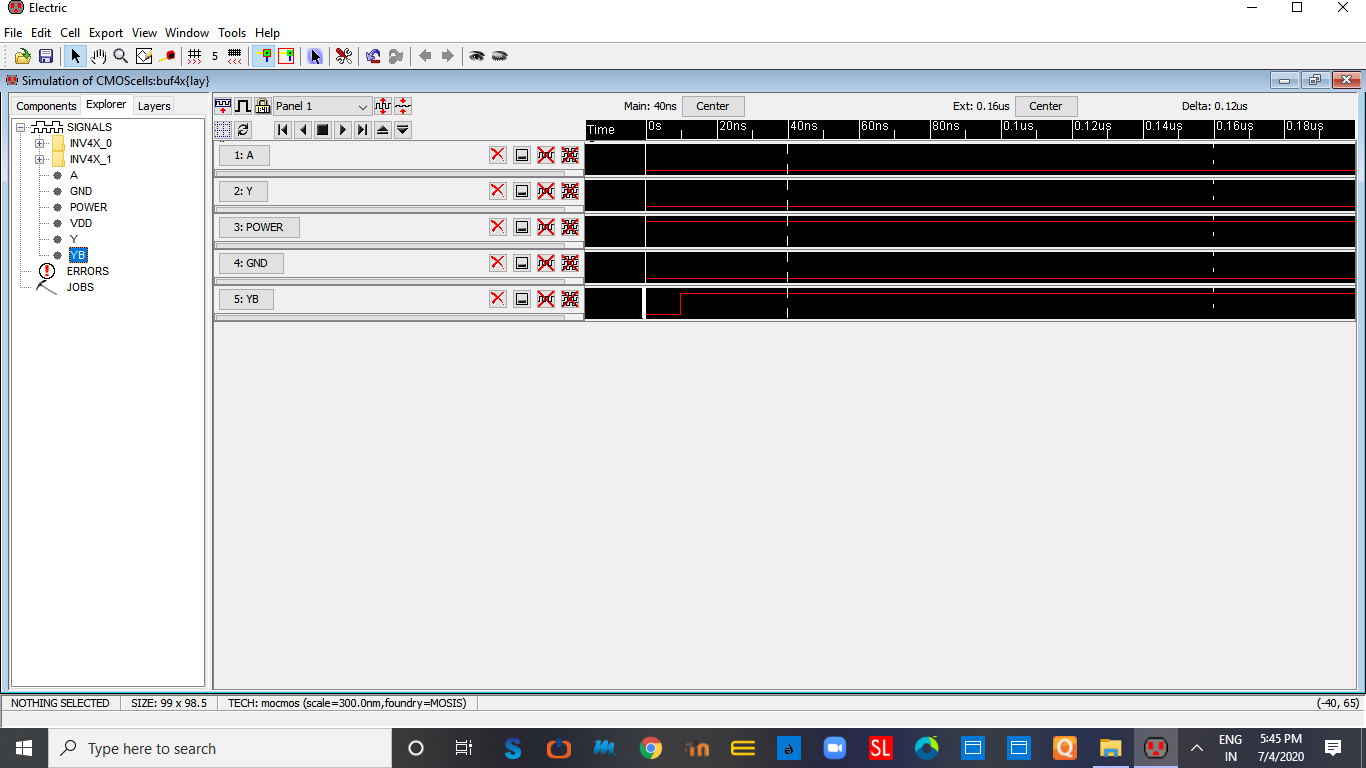 Electric
File Edit Cell Export View Window Tools Help
5
Simulation of CMOScells:buf4x{lay}
Components Explorer Layers
Panel 1
Main: 40ns Center Ext: 0.16us Center Delta: 0.12us
Time 0s 20ns 40ns 60ns 80ns 0.1us 0.12us 0.14us 0.16us 0.18us
SIGNALS
INV4X_0
INV4X_1
A
GND
POWER
VDD
Y
YB
ERRORS
JOBS
1: A
2: Y
3: POWER
4: GND
5: YB
NOTHING SELECTED SIZE: 99 x 98.5 TECH: mocmos (scale=300.0nm,foundry=MOSIS) (-40, 65)
Type here to search
S
in
SL
Q
ENG
IN
5:45 PM
7/4/2020